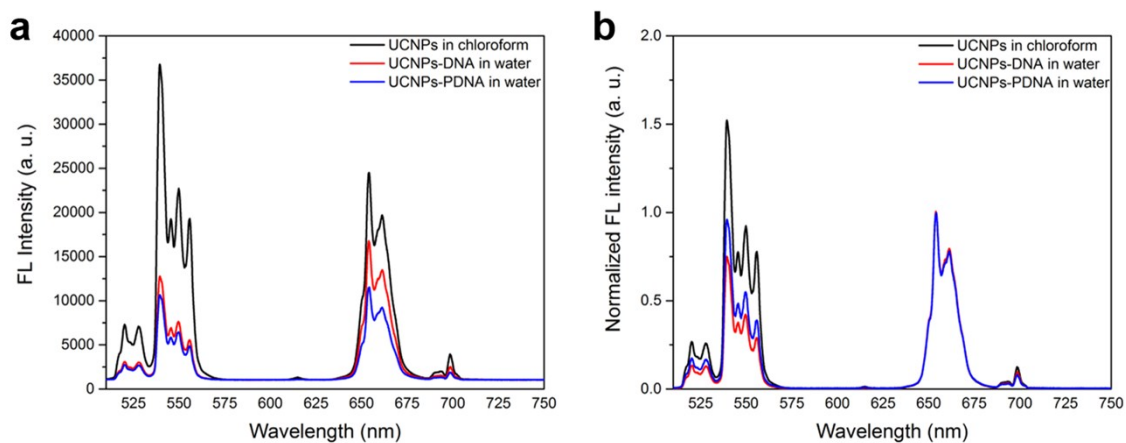 a
40000
35000
30000
25000
20000
15000
10000
5000
0
FL Intensity (a. u.)
UCNPs in chloroform
UCNPs-DNA in water
UCNPs-PDNA in water
525 550 575 600 625 650 675 700 725 750
Wavelength (nm)
b
2.0
1.5
1.0
0.5
0.0
Normalized FL intensity (a. u.)
UCNPs in chloroform
UCNPs-DNA in water
UCNPs-PDNA in water
525 550 575 600 625 650 675 700 725 750
Wavelength (nm)